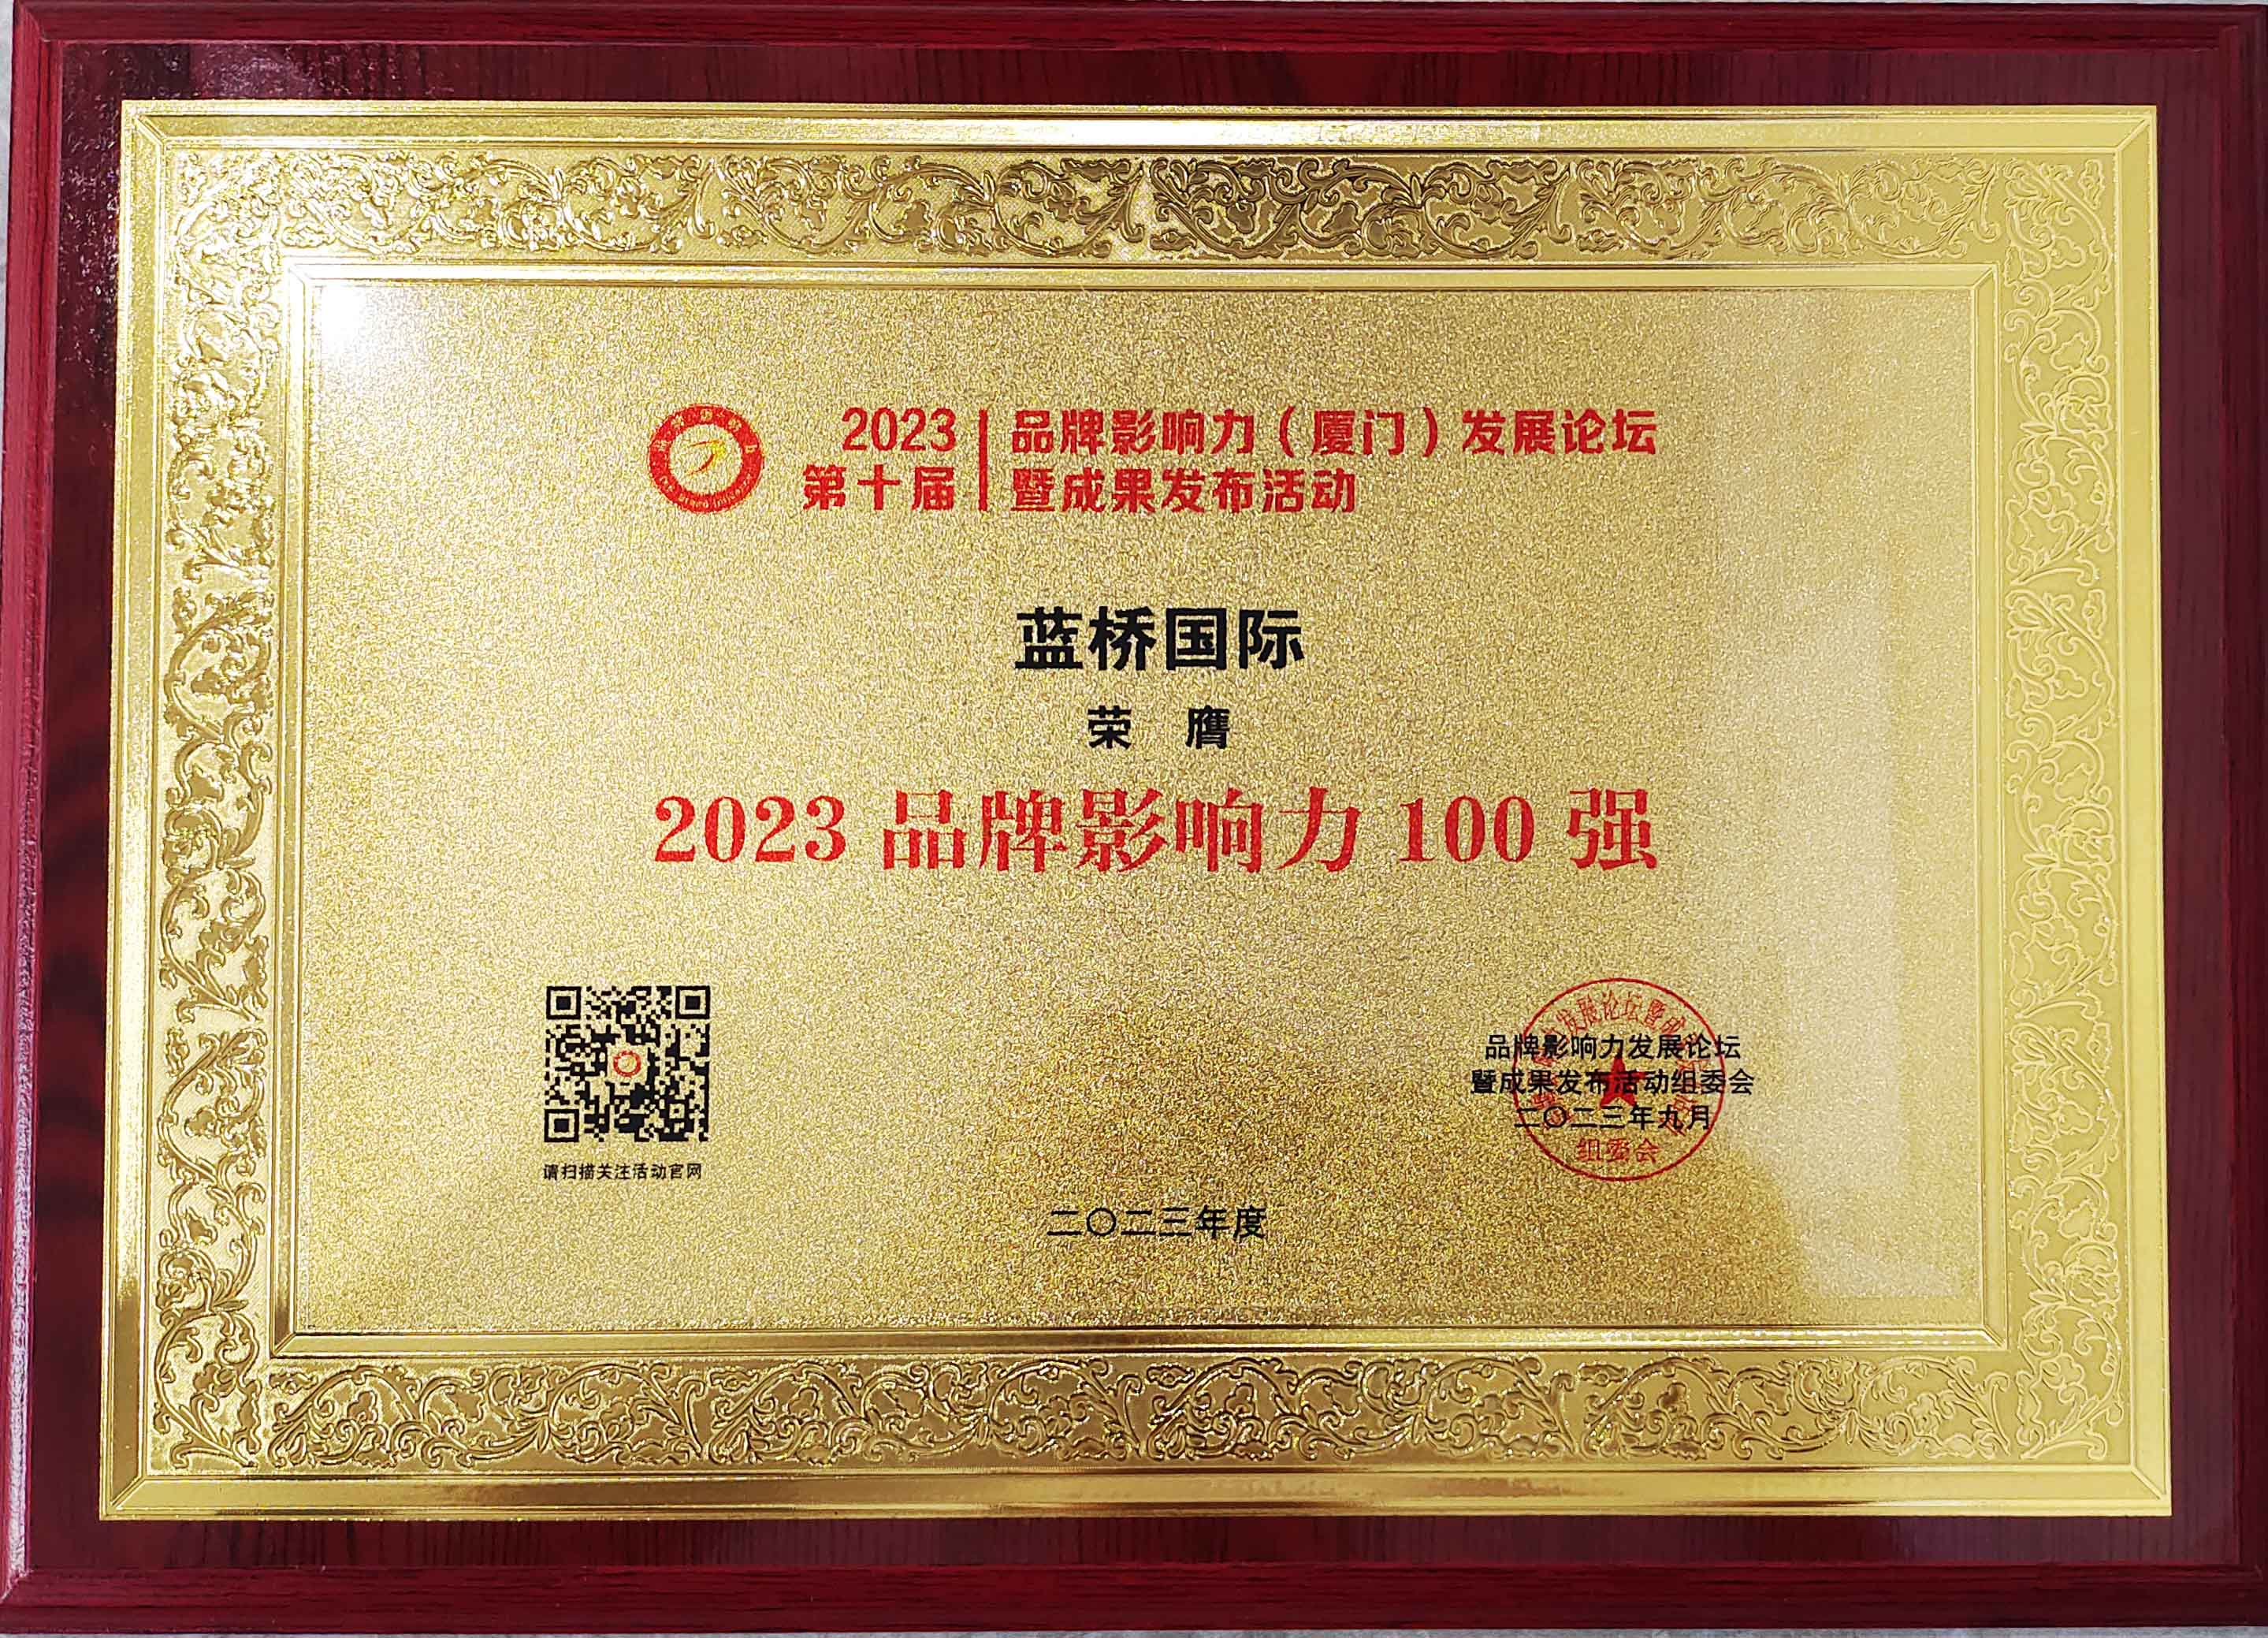 2023 品牌影响力（厦门）发展论坛
第十届 暨成果发布活动
蓝桥国际
荣 膺
2023 品牌影响力 100 强
请扫描关注活动官网
品牌影响力发展论坛
暨成果发布活动组委会
二〇二三年九月
组委会
二〇二三年度